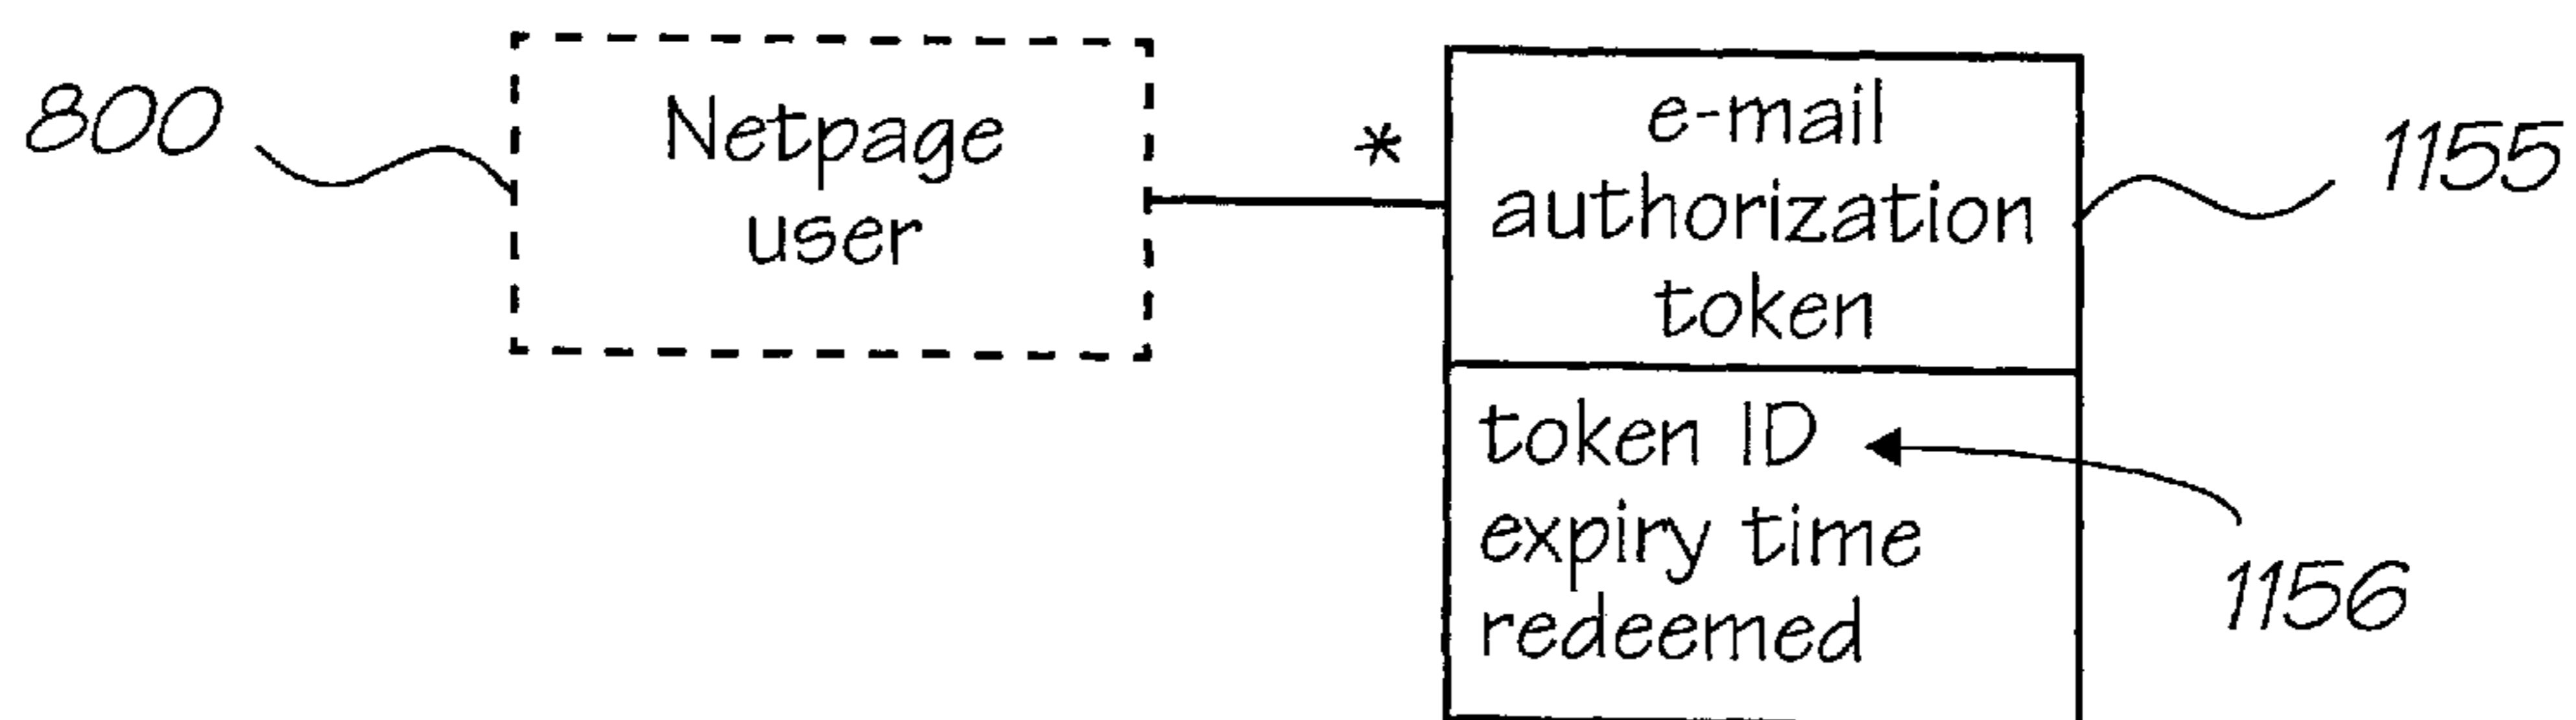 800
Netpage
user
*
e-mail
authorization
token
1155
token ID
expiry time
redeemed
1156